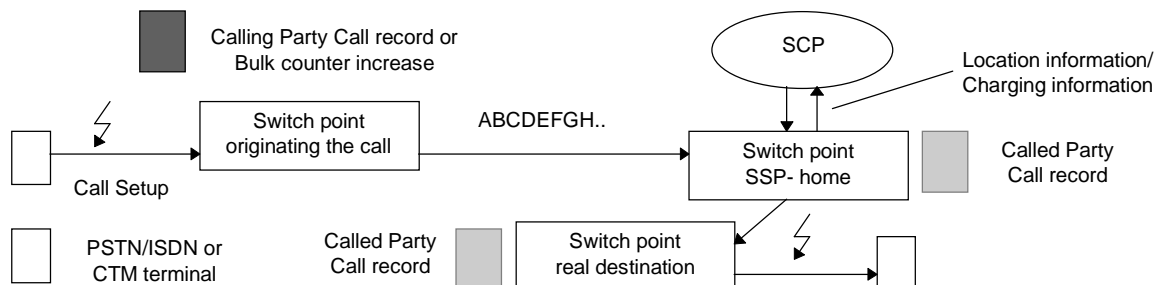 Calling Party Call record or
Bulk counter increase
SCP
Location information/
Charging information
Switch point
originating the call
ABCDEFGH..
Switch point
SSP- home
Called Party
Call record
Call Setup
PSTN/ISDN or
CTM terminal
Called Party
Call record
Switch point
real destination